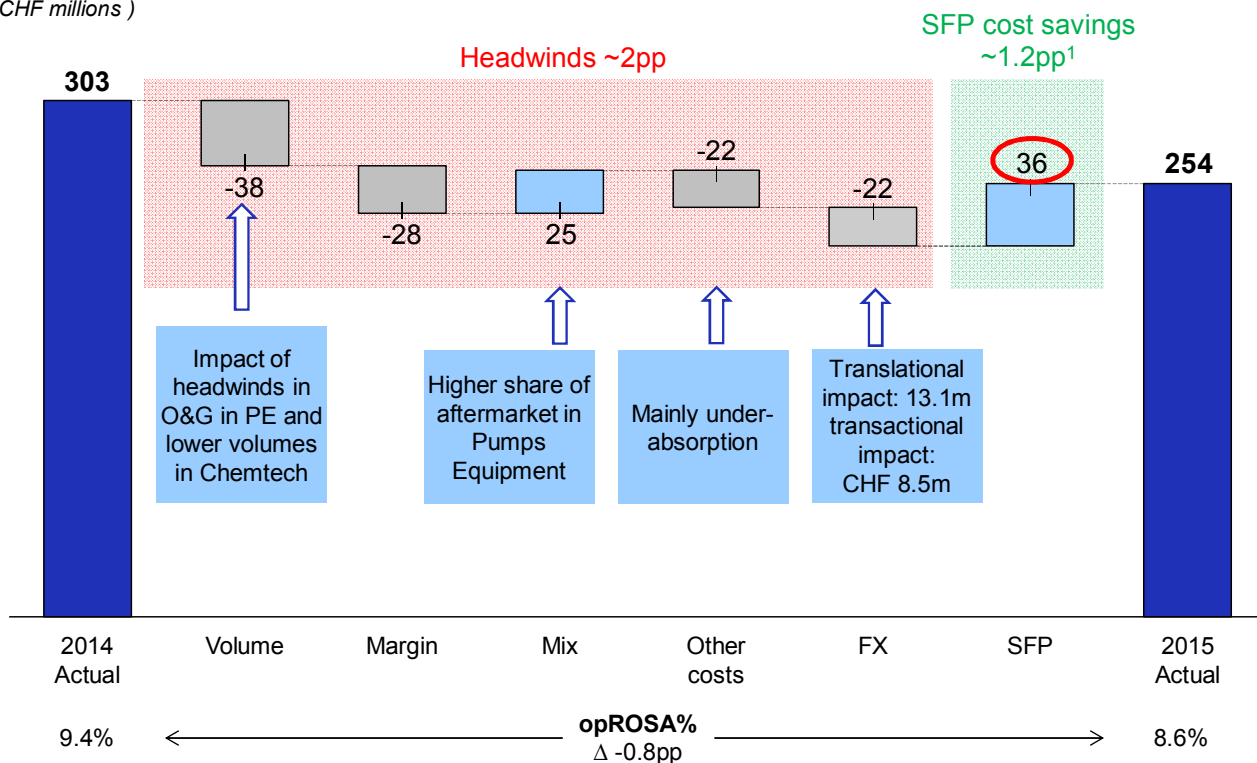 CHF millions )
SFP cost savings
~1.2pp¹
Headwinds ~2pp
303
-38
-28
25
-22
-22
36
254
Impact of
headwinds in
O&G in PE and
lower volumes
in Chemtech
Higher share of
aftermarket in
Pumps
Equipment
Mainly under-
absorption
Translational
impact: 13.1m
transactional
impact:
CHF 8.5m
2014
Actual
Volume
Margin
Mix
Other
costs
FX
SFP
2015
Actual
9.4%
opROSA%
Δ -0.8pp
8.6%